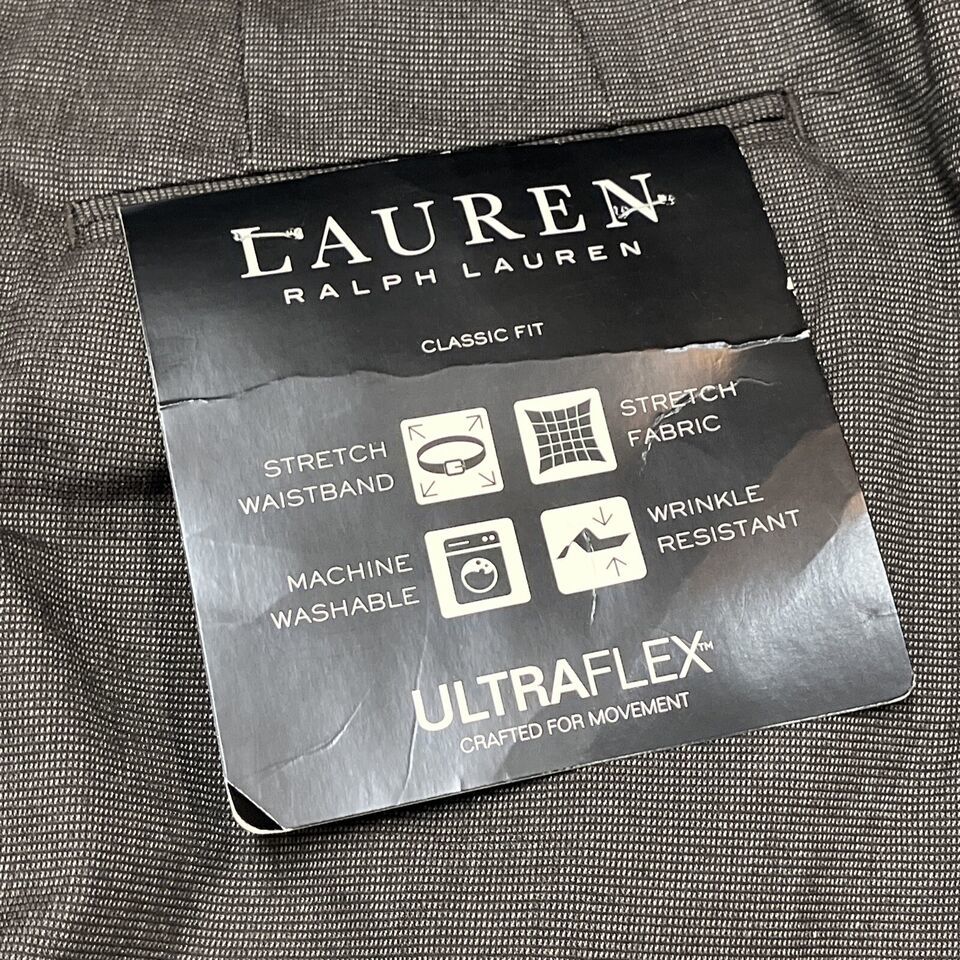 LAUREN
RALPH LAUREN
CLASSIC FIT
STRETCH
WAISTBAND
STRETCH
FABRIC
MACHINE
WASHABLE
WRINKLE
RESISTANT
ULTRAFLEX™
CRAFTED FOR MOVEMENT